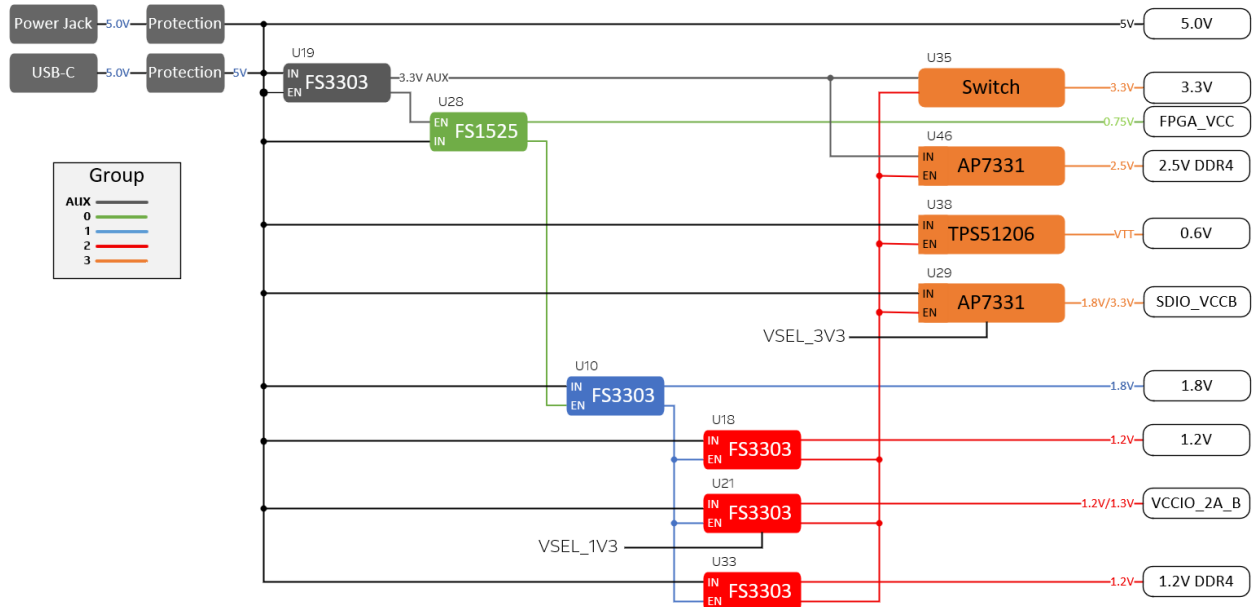 Power Jack
5.0V
Protection
5V
5.0V
USB-C
5.0V
Protection
5V
U19
IN
EN
FS3303
3.3V AUX
U35
Switch
3.3V
3.3V
U28
EN
IN
FS1525
0.75V
FPGA_VCC
U46
IN
EN
AP7331
2.5V
2.5V DDR4
Group
AUX
0
1
2
3
U38
IN
EN
TPS51206
VTT
0.6V
U29
IN
EN
AP7331
1.8V/3.3V
SDIO_VCCB
VSEL_3V3
U10
IN
EN
FS3303
1.8V
1.8V
U18
IN
EN
FS3303
1.2V
1.2V
U21
IN
EN
FS3303
1.2V/1.3V
VCCIO_2A_B
VSEL_1V3
U33
IN
EN
FS3303
1.2V
1.2V DDR4